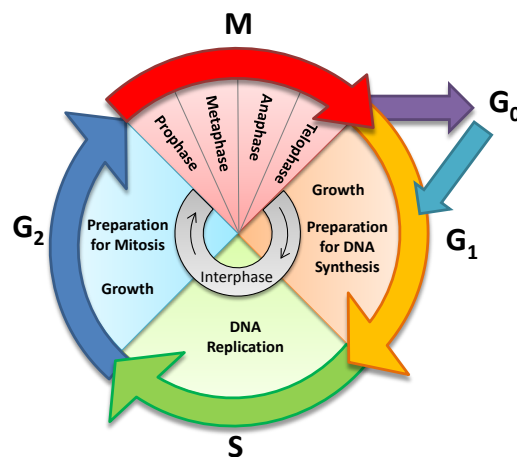 M
Prophase
Metaphase
Anaphase
Telophase
G0
Growth
Preparation
for DNA
Synthesis
G1
G2
Preparation
for Mitosis
Growth
Interphase
DNA
Replication
S